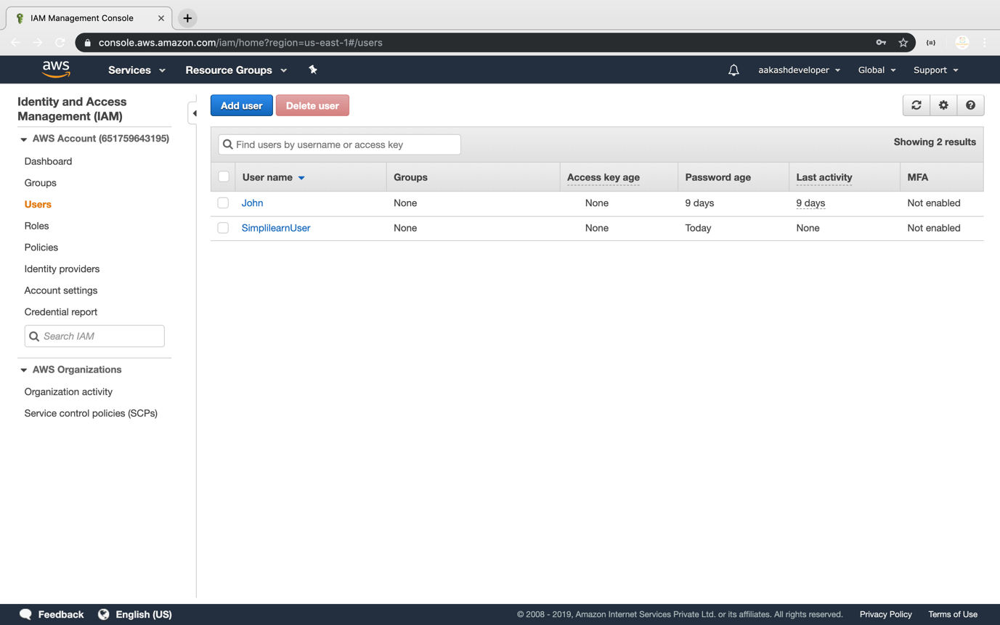 IAM Management Console
console.aws.amazon.com/iam/home?region=us-east-1#/users
aws Services Resource Groups aakashdeveloper Global Support
Identity and Access
Management (IAM)
AWS Account (651759643195)
Dashboard
Groups
Users
Roles
Policies
Identity providers
Account settings
Credential report
Search IAM
AWS Organizations
Organization activity
Service control policies (SCPs)
Add user Delete user
Find users by username or access key Showing 2 results
User name Groups Access key age Password age Last activity MFA
John None None 9 days 9 days Not enabled
SimplilearnUser None None Today None Not enabled
Feedback English (US) © 2008 - 2019, Amazon Internet Services Private Ltd. or its affiliates. All rights reserved. Privacy Policy Terms of Use